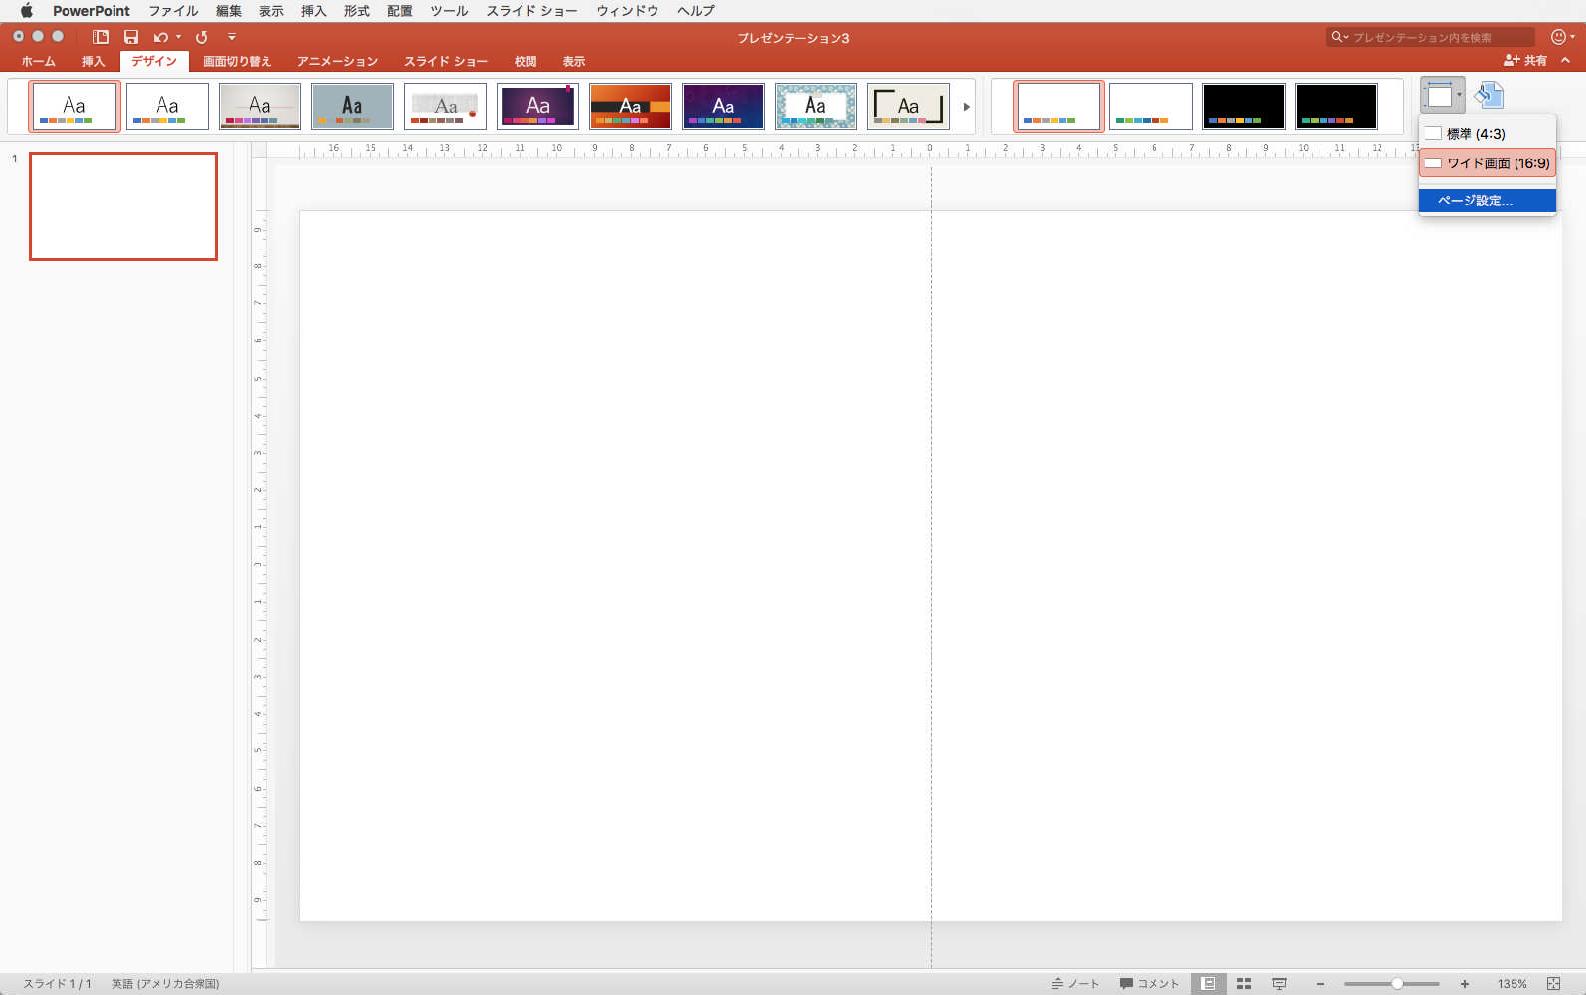 PowerPoint ファイル 編集 表示 挿入 形式 配置 ツール スライド ショー ウィンドウ ヘルプ
プレゼンテーション3
プレゼンテーション内を検索
ホーム 挿入 デザイン 画面切り替え アニメーション スライド ショー 校閲 表示
共有
Aa Aa Aa Aa Aa Aa Aa Aa Aa Aa
標準 (4:3)
ワイド画面 (16:9)
ページ設定...
1
16 15 14 13 12 11 10 9 8 7 6 5 4 3 2 1 0 1 2 3 4 5 6 7 8 9 10 11 12
9
8
7
6
5
4
3
2
1
0
1
2
3
4
5
6
7
8
9
スライド 1 / 1 英語 (アメリカ合衆国)
ノート コメント 135%